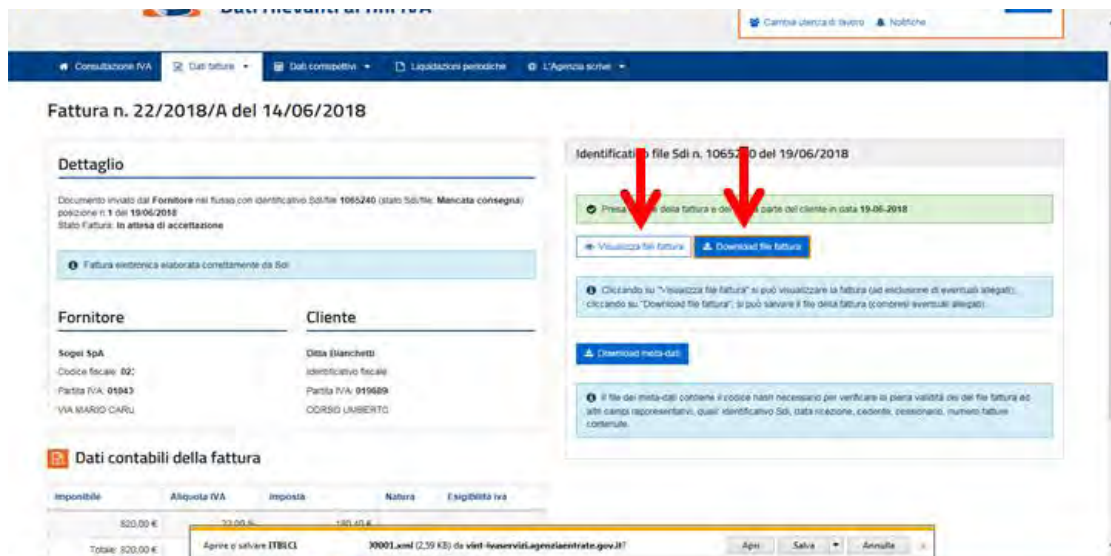 Dati rilevanti ai fini IVA
Cambia utenza di lavoro Notifiche
Consultazione IVA Dati fatture Dati corrispettivi Liquidazioni periodiche L'Agenzia scrive
Fattura n. 22/2018/A del 14/06/2018
Dettaglio
Documento inviato dal Fornitore nel flusso con identificativo Sdi/file 1065240 (stato Sdi/file: Mancata consegna)
posizione n.1 del 19/06/2018
Stato Fattura: In attesa di accettazione
Fattura elettronica elaborata correttamente da Sdi
Fornitore
Sogei SpA
Codice fiscale: 02
Partita IVA: 01043
VIA MARIO CARU
Cliente
Ditta Bianchetti
Identificativo fiscale
Partita IVA: 019689
CORSO UMBERTO
Dati contabili della fattura
Imponibile Aliquota IVA Imposta Natura Esigibilità iva
820,00 € 22,00 % 180,40 €
Totale: 820,00 €
Identificativo file Sdi n. 1065240 del 19/06/2018
Presa della fattura e de parte del cliente in data 19-06-2018
Visualizza file fattura Download file fattura
Cliccando su "Visualizza file fattura" si può visualizzare la fattura (ad esclusione di eventuali allegati);
cliccando su "Download file fattura", si può salvare il file della fattura (compresi eventuali allegati).
Download meta-dati
Il file dei meta-dati contiene il codice hash necessario per verificare la piena validità dei del file fattura ed
altri campi rappresentativi, quali: identificativo Sdi, data ricezione, cedente, cessionario, numero fatture
contenute.
Aprire o salvare ITBLCL X0001.xml (2,59 KB) da vint-ivaservizi.agenziaentrate.gov.it?
Apri Salva Annulla x